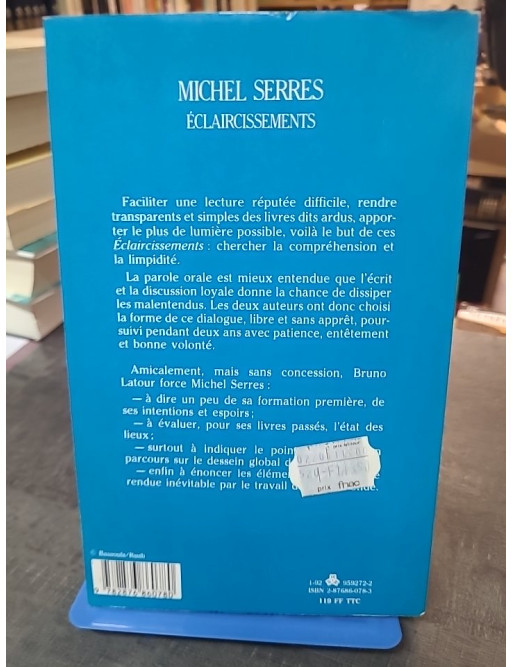 MICHEL SERRES
ÉCLAIRCISSEMENTS
Faciliter une lecture réputée difficile, rendre
transparents et simples des livres dits ardus, appor-
ter le plus de lumière possible, voilà le but de ces
Éclaircissements : chercher la compréhension et
la limpidité.
La parole orale est mieux entendue que l'écrit
et la discussion loyale donne la chance de dissiper
les malentendus. Les deux auteurs ont donc choisi
la forme de ce dialogue, libre et sans apprêt, pour-
suivi pendant deux ans avec patience, entêtement
et bonne volonté.
Amicalement, mais sans concession, Bruno
Latour force Michel Serres :
— à dire un peu de sa formation première, de
ses intentions et espoirs ;
— à évaluer, pour ses livres passés, l'état des
lieux ;
— surtout à indiquer le poin
parcours sur le dessein global d
— enfin à énoncer les élé
rendue inévitable par le travail
prix fnac
1-92 959272-2
ISBN 2-87686-078-3
119 FF TTC